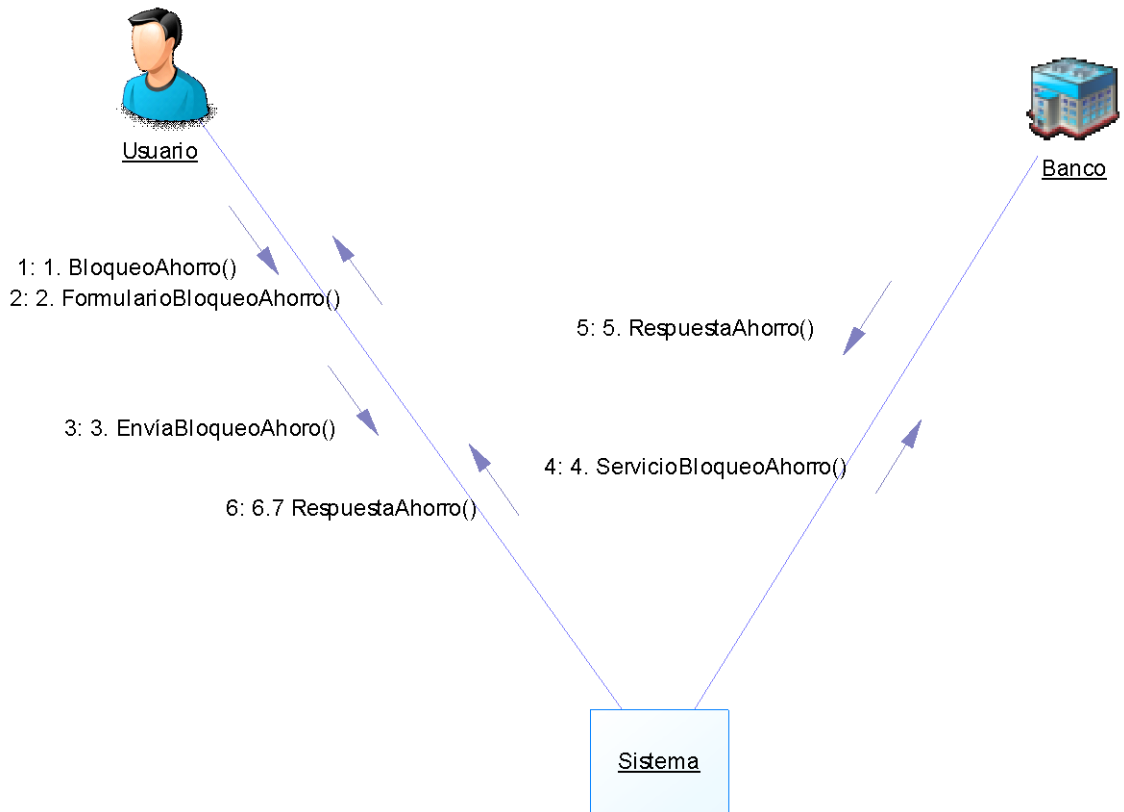 Usuario
Banco
1: 1. BloqueoAhorro()
2: 2. FormularioBloqueoAhorro()
5: 5. RespuestaAhorro()
3: 3. EnvíaBloqueoAhoro()
4: 4. ServicioBloqueoAhorro()
6: 6.7 RespuestaAhorro()
Sistema